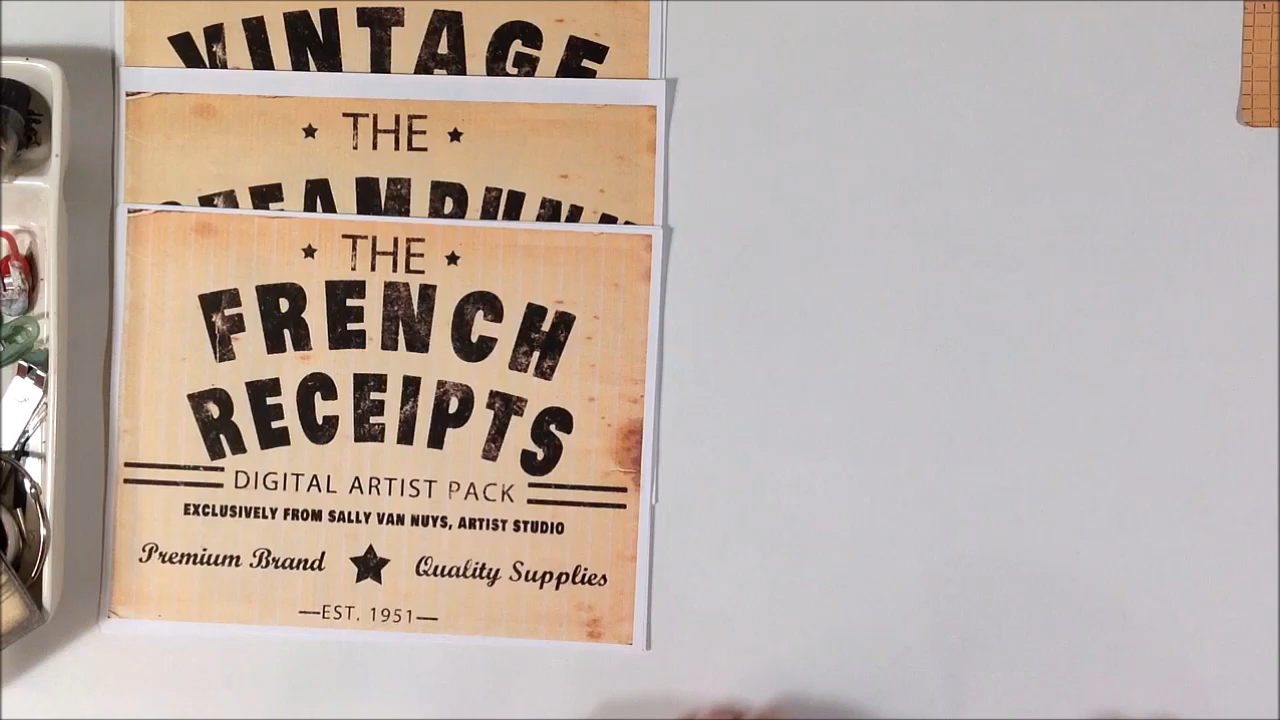 VINTAGE
THE
STEAMPUNK
THE
FRENCH
RECEIPTS
DIGITAL ARTIST PACK
EXCLUSIVELY FROM SALLY VAN NUYS, ARTIST STUDIO
Premium Brand ★ Quality Supplies
—EST. 1951—